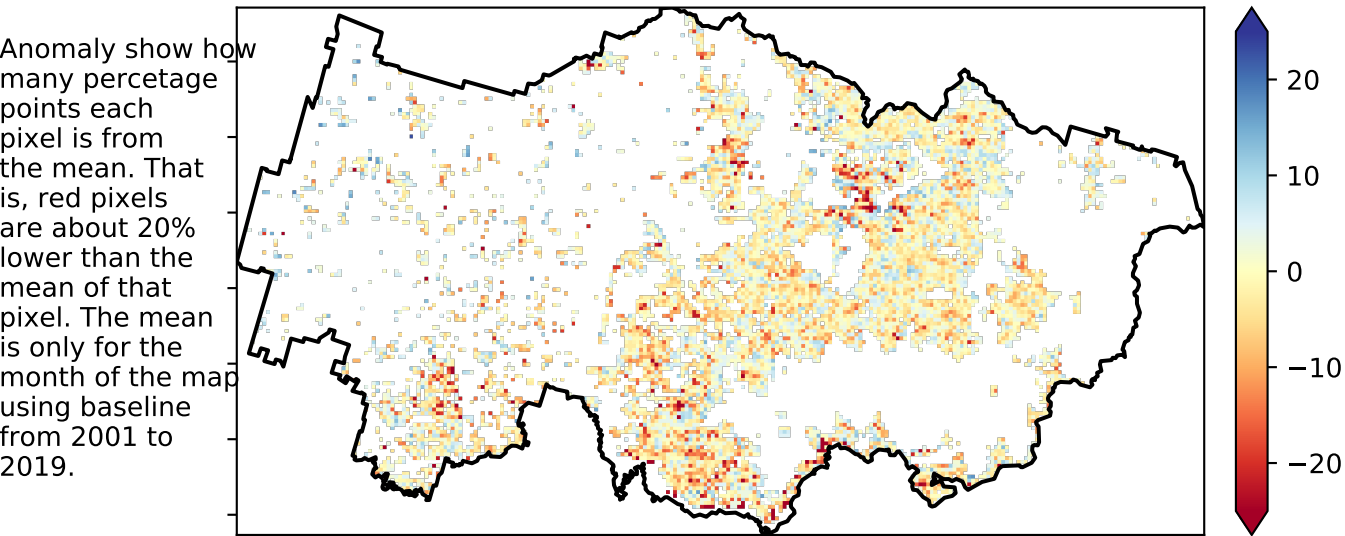 Anomaly show how
many percetage
points each
pixel is from
the mean. That
is, red pixels
are about 20%
lower than the
mean of that
pixel. The mean
is only for the
month of the map
using baseline
from 2001 to
2019.
20
10
0
−10
−20